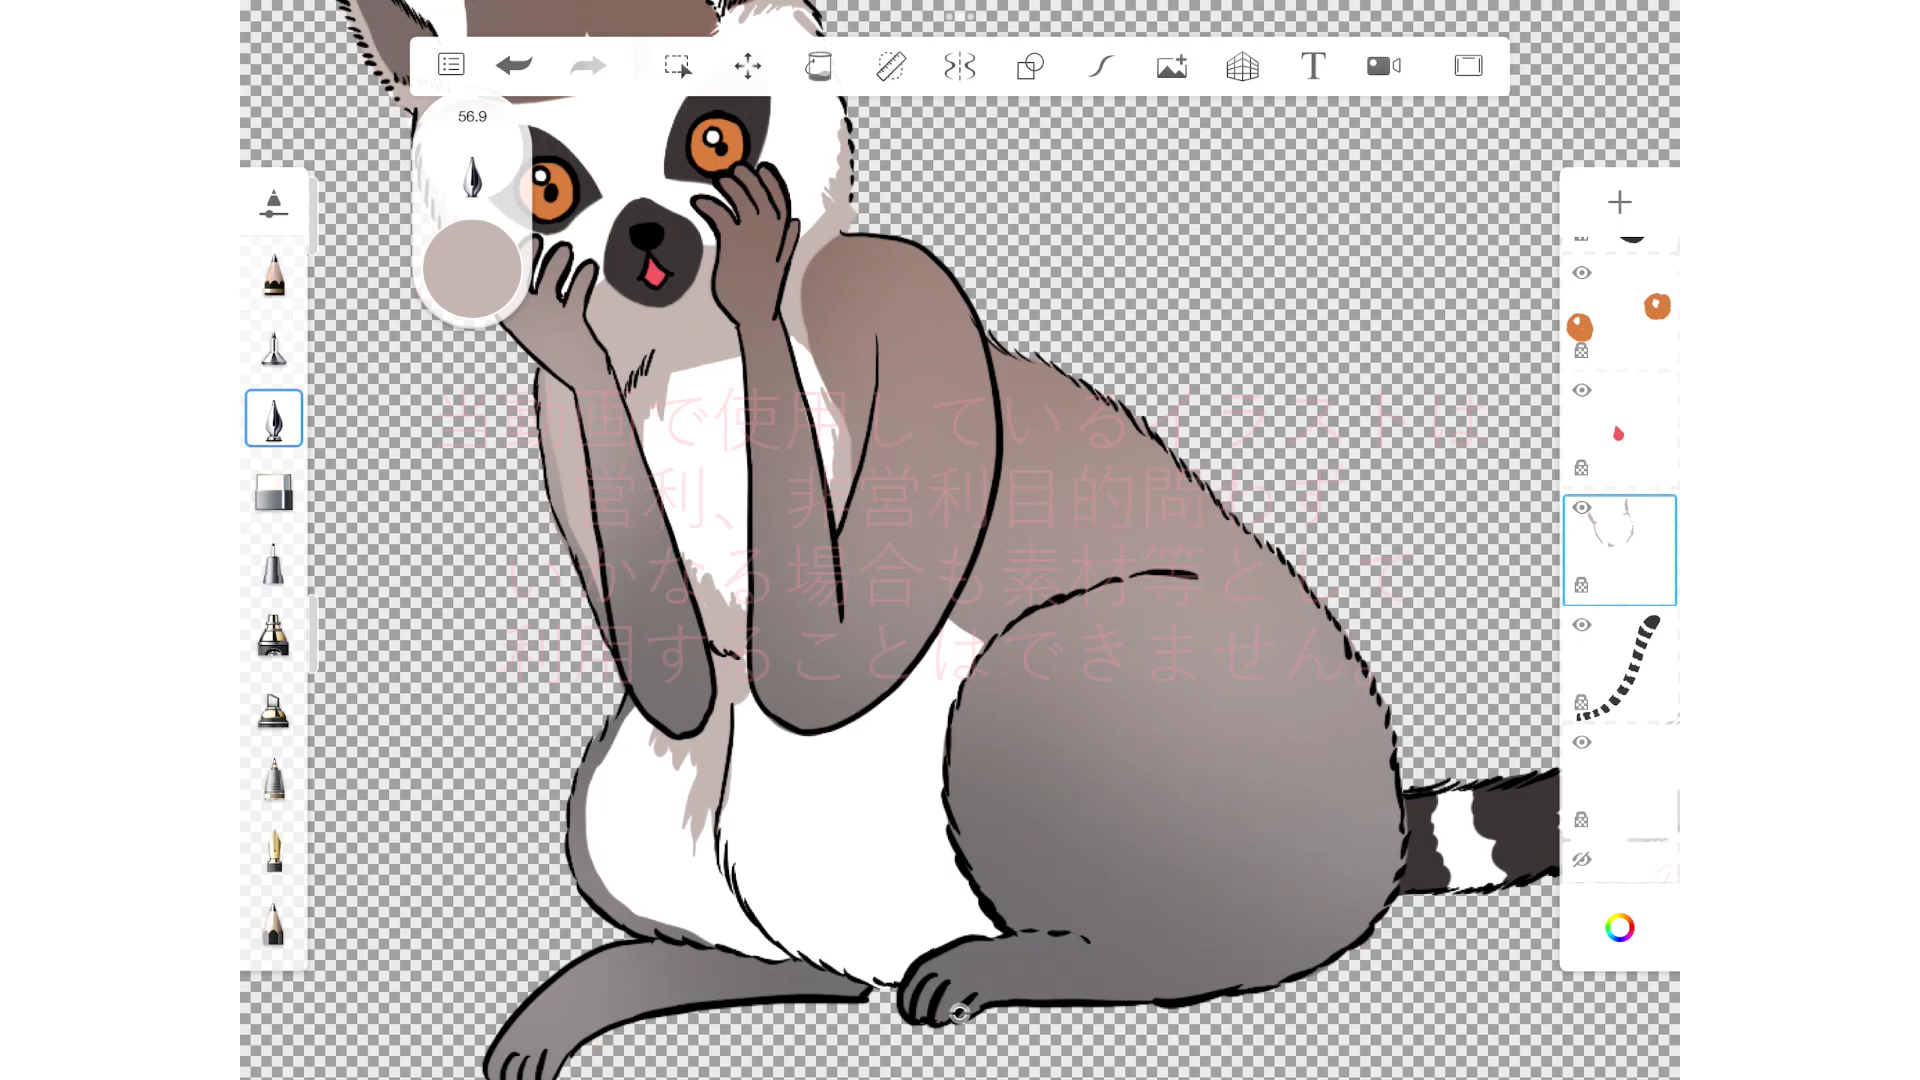 56.9
当動画で使用しているイラストは
営利、非営利目的問わず
いかなる場合も素材等として
利用することはできません。